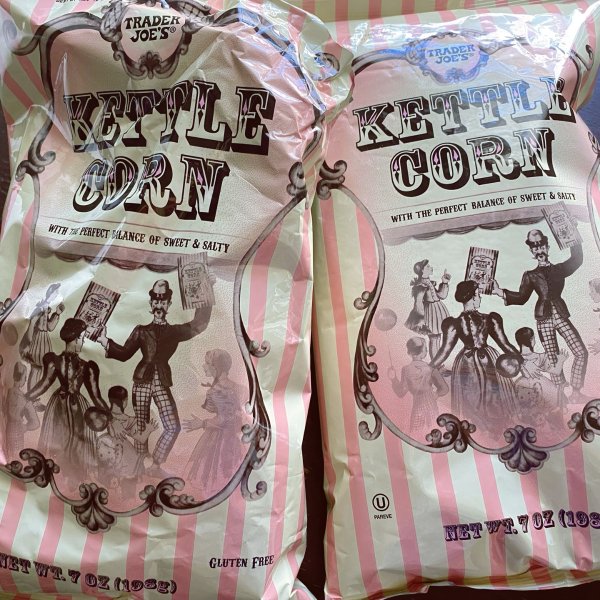 TRADER
JOE'S®
KETTLE
CORN
WITH THE PERFECT BALANCE OF SWEET & SALTY
NET WT. 7 OZ (198g)
GLUTEN FREE
TRADER
JOE'S®
KETTLE
CORN
WITH THE PERFECT BALANCE OF SWEET & SALTY
U
PAREVE
NET WT. 7 OZ (198